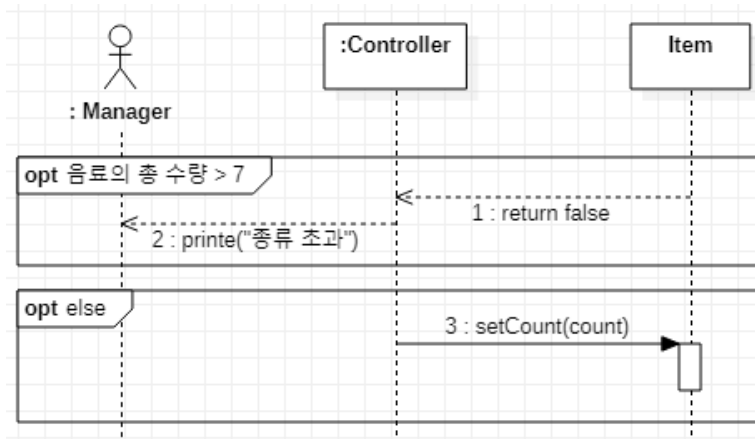 :Controller
Item
: Manager
opt 음료의 총 수량 > 7
1 : return false
2 : printe("종류 초과")
opt else
3 : setCount(count)